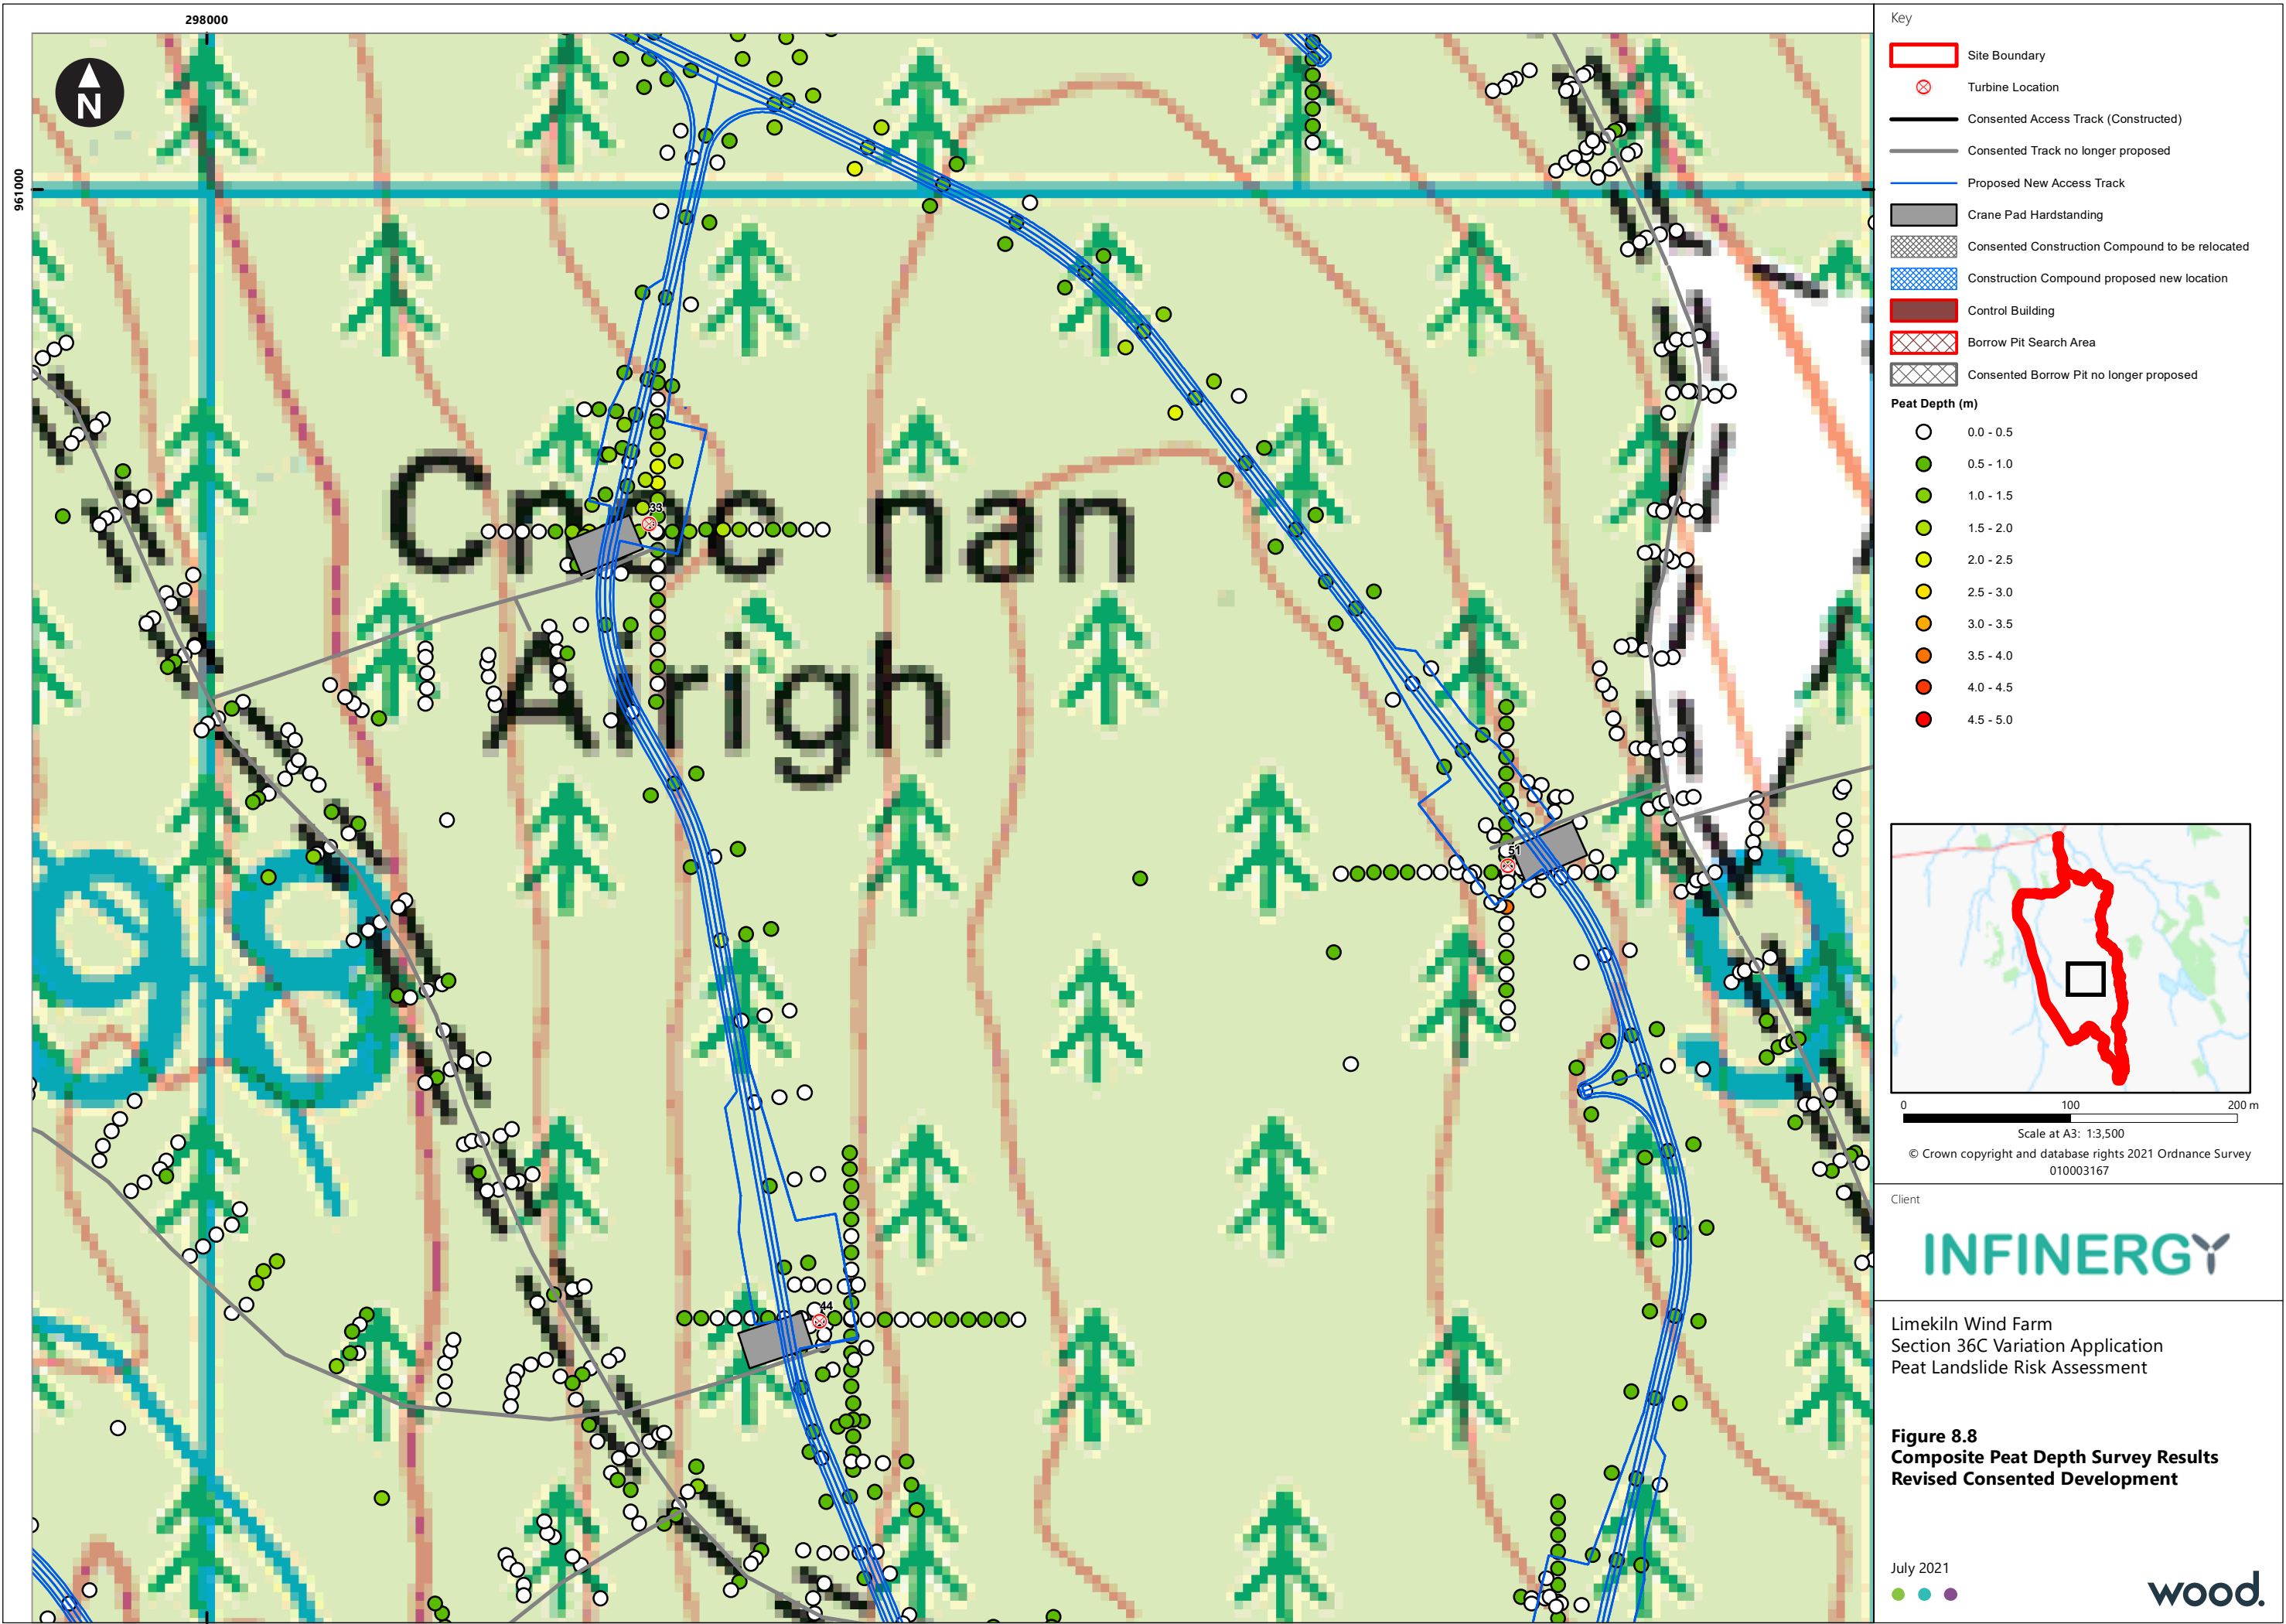 298000
961000
N
Cnoc nan
Airigh
98
33
51
44
Key
Site Boundary
Turbine Location
Consented Access Track (Constructed)
Consented Track no longer proposed
Proposed New Access Track
Crane Pad Hardstanding
Consented Construction Compound to be relocated
Construction Compound proposed new location
Control Building
Borrow Pit Search Area
Consented Borrow Pit no longer proposed
Peat Depth (m)
0.0 - 0.5
0.5 - 1.0
1.0 - 1.5
1.5 - 2.0
2.0 - 2.5
2.5 - 3.0
3.0 - 3.5
3.5 - 4.0
4.0 - 4.5
4.5 - 5.0
0 100 200 m
Scale at A3: 1:3,500
© Crown copyright and database rights 2021 Ordnance Survey
010003167
Client
INFINERGY
Limekiln Wind Farm
Section 36C Variation Application
Peat Landslide Risk Assessment
Figure 8.8
Composite Peat Depth Survey Results
Revised Consented Development
July 2021
wood.